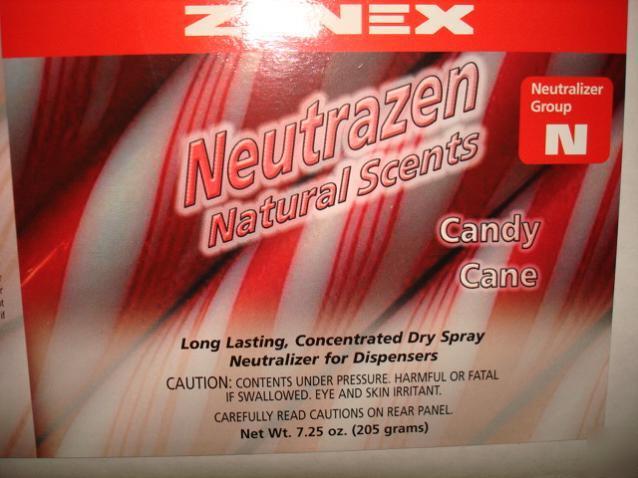 Neutrazen
Natural Scents
Neutralizer
Group
N
Candy
Cane
Long Lasting, Concentrated Dry Spray
Neutralizer for Dispensers
CAUTION: CONTENTS UNDER PRESSURE. HARMFUL OR FATAL
IF SWALLOWED. EYE AND SKIN IRRITANT.
CAREFULLY READ CAUTIONS ON REAR PANEL.
Net Wt. 7.25 oz. (205 grams)